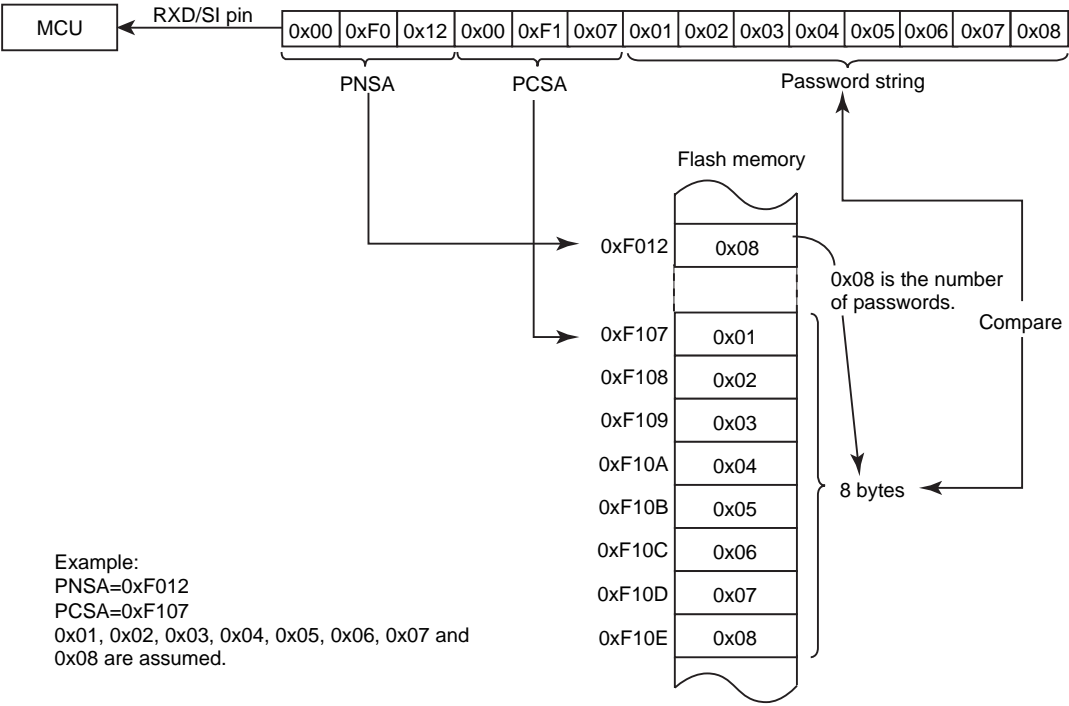 MCU
RXD/SI pin
0x00 0xF0 0x12 0x00 0xF1 0x07 0x01 0x02 0x03 0x04 0x05 0x06 0x07 0x08
PNSA
PCSA
Password string
Flash memory
0xF012 0x08
0x08 is the number
of passwords.
Compare
0xF107 0x01
0xF108 0x02
0xF109 0x03
0xF10A 0x04
8 bytes
0xF10B 0x05
0xF10C 0x06
0xF10D 0x07
0xF10E 0x08
Example:
PNSA=0xF012
PCSA=0xF107
0x01, 0x02, 0x03, 0x04, 0x05, 0x06, 0x07 and
0x08 are assumed.